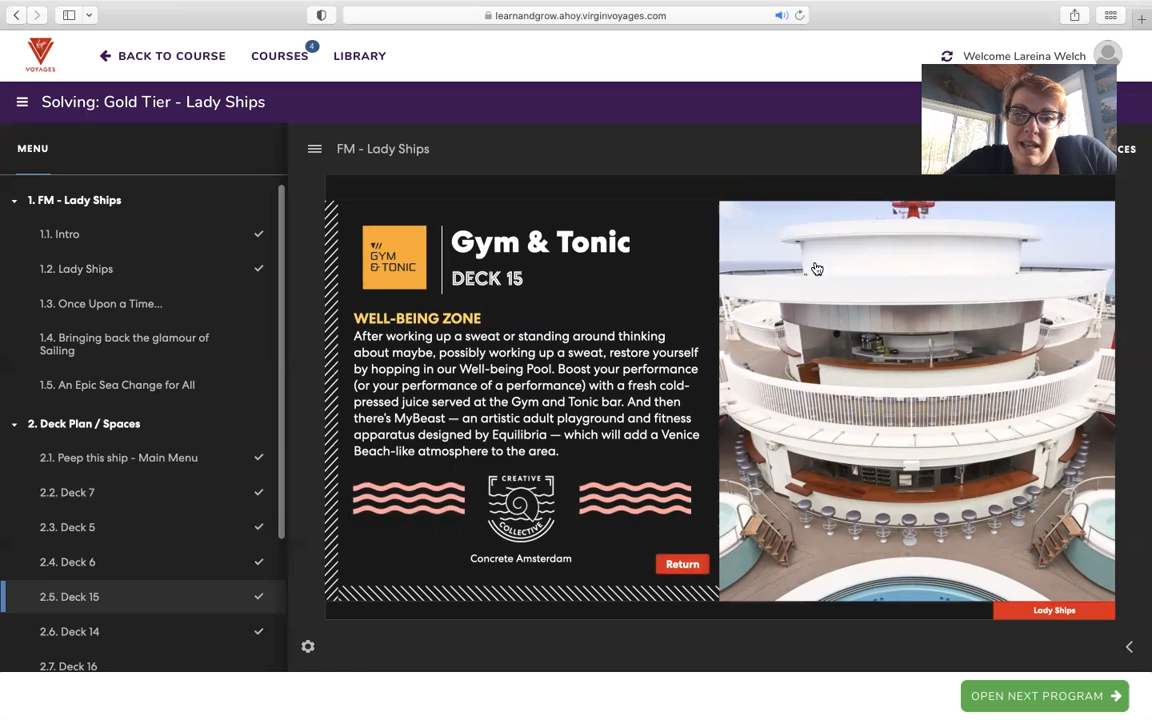 learnandgrow.ahoy.virginvoyages.com
VOYAGES
BACK TO COURSE
COURSES
4
LIBRARY
Welcome Lareina Welch
Solving: Gold Tier - Lady Ships
MENU
FM - Lady Ships
CES
1. FM - Lady Ships
1.1. Intro
1.2. Lady Ships
1.3. Once Upon a Time...
1.4. Bringing back the glamour of
Sailing
1.5. An Epic Sea Change for All
2. Deck Plan / Spaces
2.1. Peep this ship - Main Menu
2.2. Deck 7
2.3. Deck 5
2.4. Deck 6
2.5. Deck 15
2.6. Deck 14
2.7. Deck 16
GYM
& TONIC
Gym & Tonic
DECK 15
WELL-BEING ZONE
After working up a sweat or standing around thinking
about maybe, possibly working up a sweat, restore yourself
by hopping in our Well-being Pool. Boost your performance
(or your performance of a performance) with a fresh cold-
pressed juice served at the Gym and Tonic bar. And then
there's MyBeast — an artistic adult playground and fitness
apparatus designed by Equilibria — which will add a Venice
Beach-like atmosphere to the area.
CREATIVE
COLLECTIVE
Concrete Amsterdam
Return
Lady Ships
OPEN NEXT PROGRAM